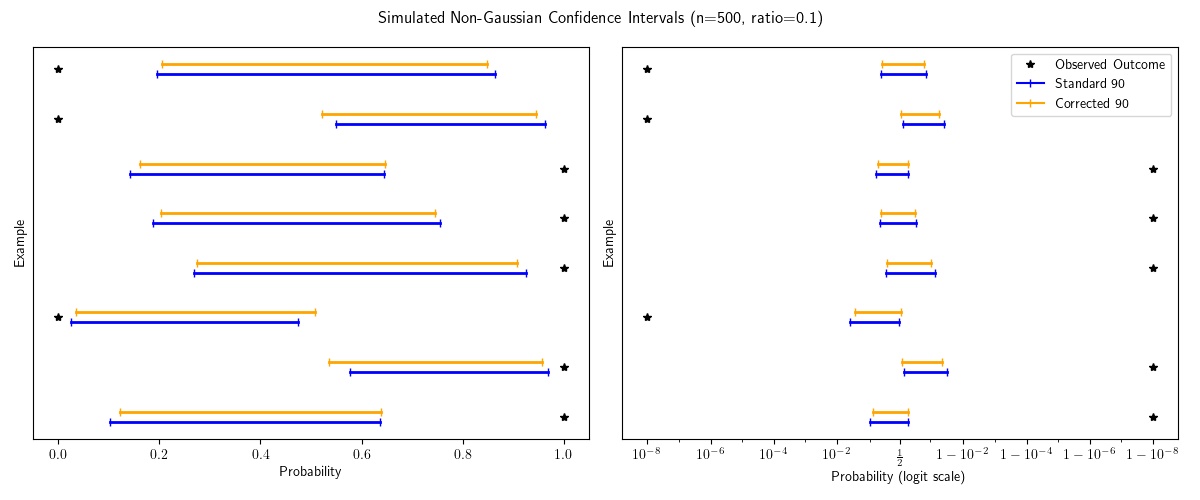 Simulated Non-Gaussian Confidence Intervals (n=500, ratio=0.1)
Example
0.0 0.2 0.4 0.6 0.8 1.0
Probability
Observed Outcome
Standard 90
Corrected 90
Example
10⁻⁸ 10⁻⁶ 10⁻⁴ 10⁻² 1/2 1 − 10⁻² 1 − 10⁻⁴ 1 − 10⁻⁶ 1 − 10⁻⁸
Probability (logit scale)